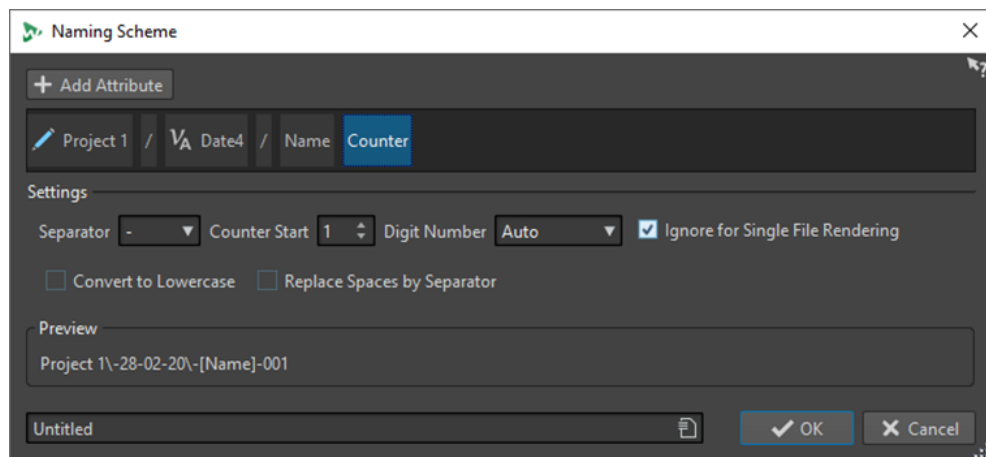 Naming Scheme
Add Attribute
Project 1 / VA Date4 / Name Counter
Settings
Separator - Counter Start 1 Digit Number Auto Ignore for Single File Rendering
Convert to Lowercase Replace Spaces by Separator
Preview
Project 1\-28-02-20\-[Name]-001
Untitled OK Cancel